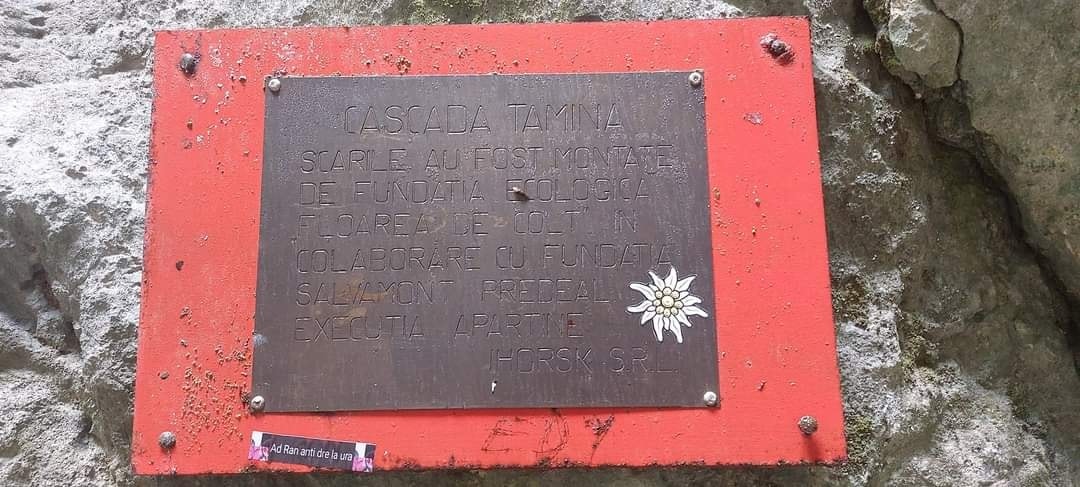 CASCADA TAMINA
SCARILE AU FOST MONTATE
DE FUNDATIA ECOLOGICA
"FLOAREA DE COLT" IN
COLABORARE CU FUNDATIA
SALVAMONT PREDEAL
EXECUTIA APARTINE
IHORSK S.R.L.
EDY
Ad Ran anti dre la ura